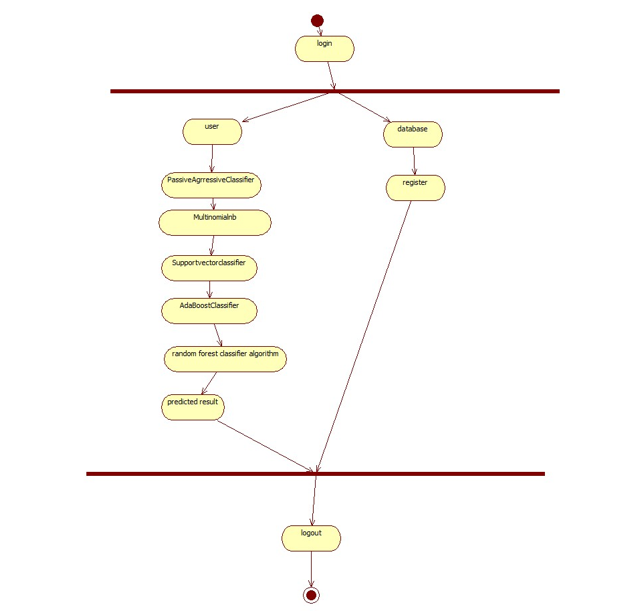 login
user
database
PassiveAgrressiveClassifier
register
Multinomialnb
Supportvectorclassifier
AdaBoostClassifier
random forest classifier algorithm
predicted result
logout